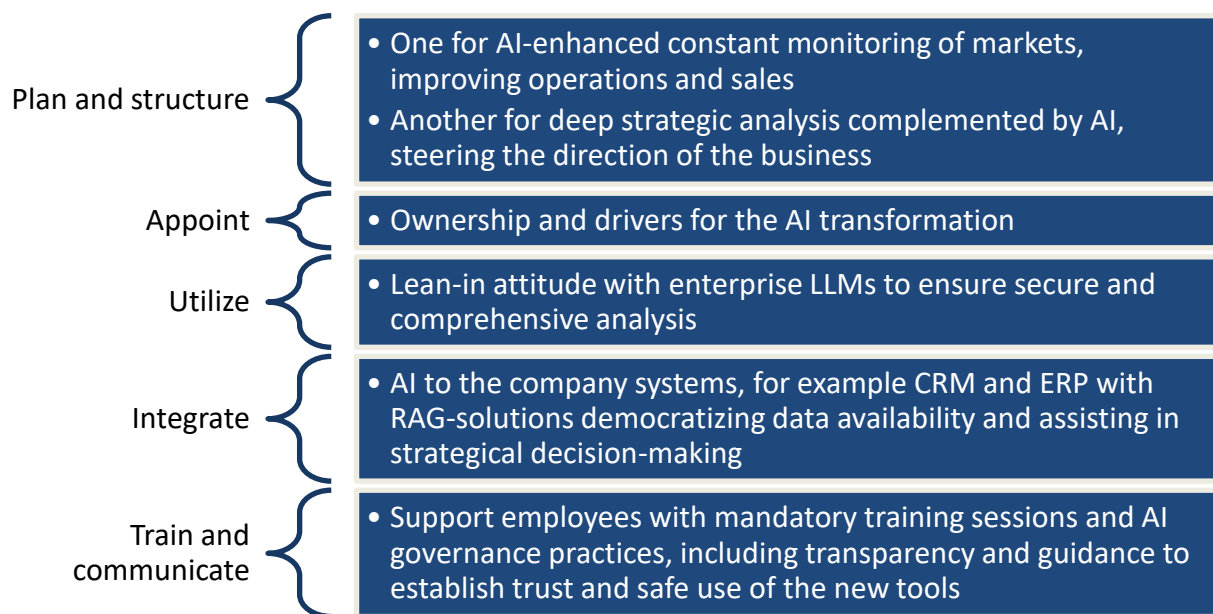 Plan and structure
• One for AI-enhanced constant monitoring of markets,
improving operations and sales
• Another for deep strategic analysis complemented by AI,
steering the direction of the business
Appoint
• Ownership and drivers for the AI transformation
Utilize
• Lean-in attitude with enterprise LLMs to ensure secure and
comprehensive analysis
Integrate
• AI to the company systems, for example CRM and ERP with
RAG-solutions democratizing data availability and assisting in
strategical decision-making
Train and
communicate
• Support employees with mandatory training sessions and AI
governance practices, including transparency and guidance to
establish trust and safe use of the new tools